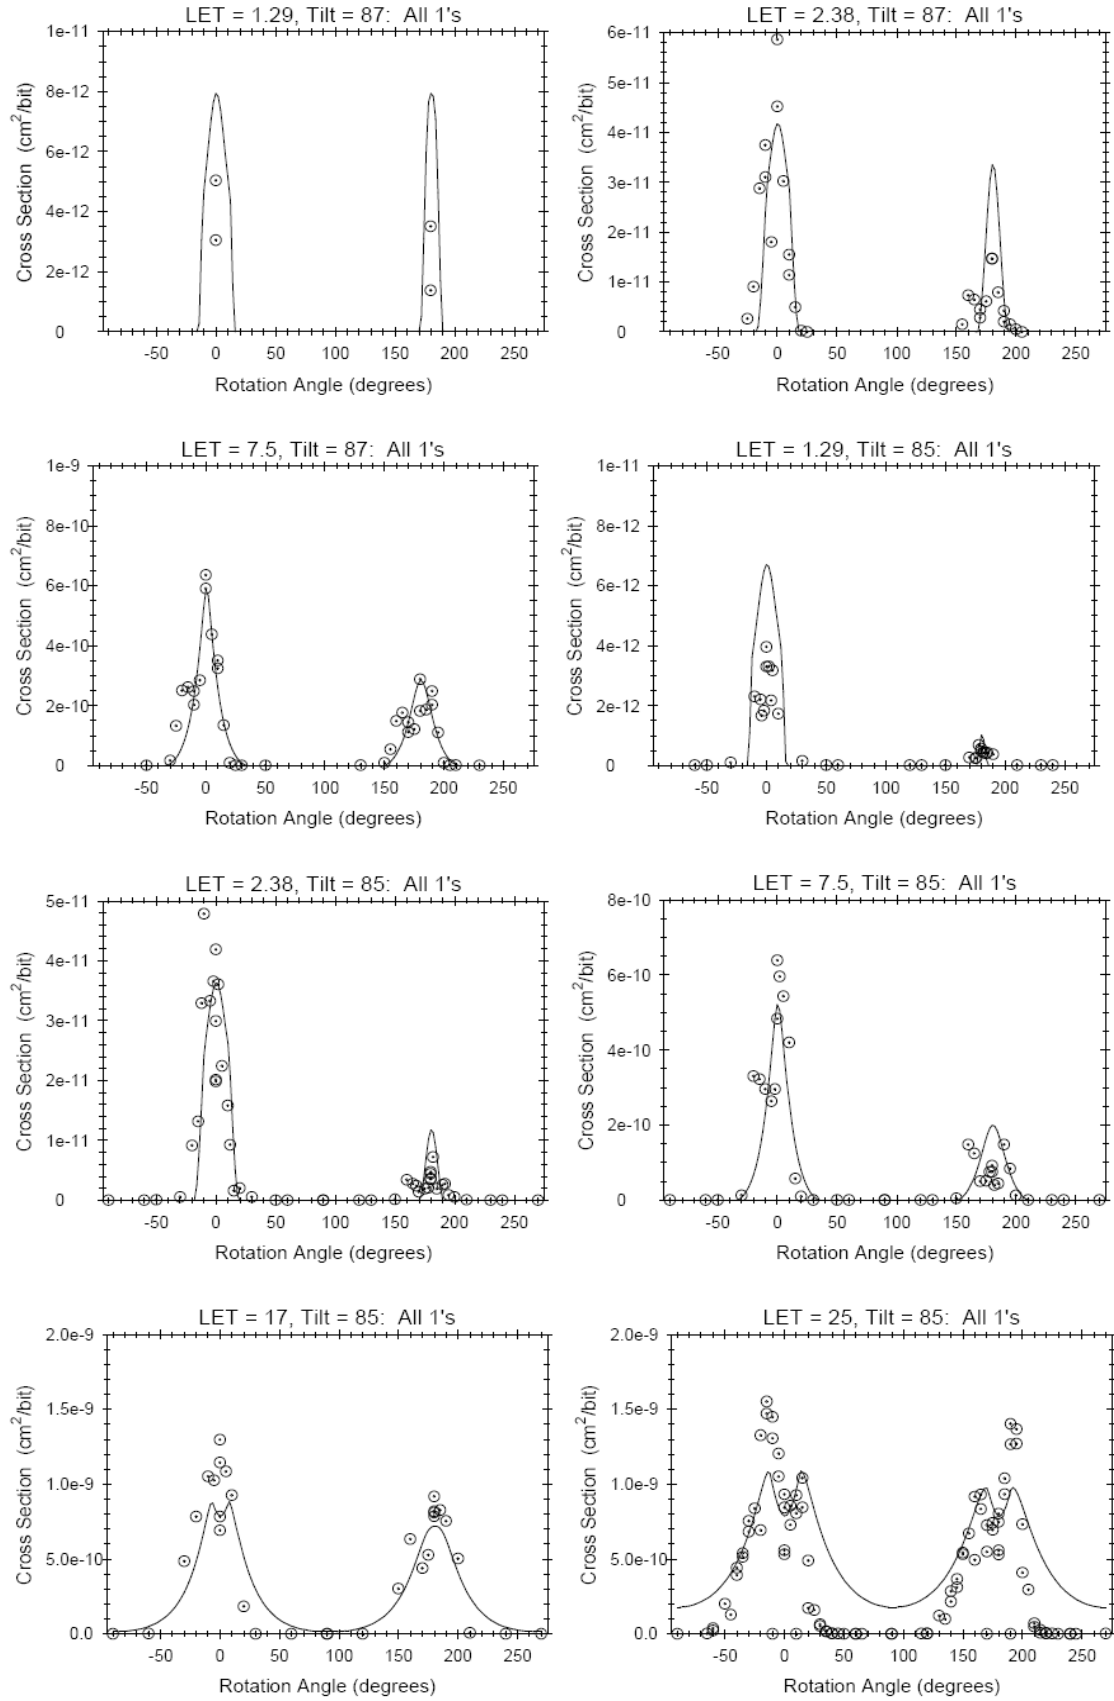 LET = 1.29, Tilt = 87: All 1's
Cross Section (cm²/bit)
1e-11
8e-12
6e-12
4e-12
2e-12
0
-50 0 50 100 150 200 250
Rotation Angle (degrees)
LET = 2.38, Tilt = 87: All 1's
Cross Section (cm²/bit)
6e-11
5e-11
4e-11
3e-11
2e-11
1e-11
0
-50 0 50 100 150 200 250
Rotation Angle (degrees)
LET = 7.5, Tilt = 87: All 1's
Cross Section (cm²/bit)
1e-9
8e-10
6e-10
4e-10
2e-10
0
-50 0 50 100 150 200 250
Rotation Angle (degrees)
LET = 1.29, Tilt = 85: All 1's
Cross Section (cm²/bit)
1e-11
8e-12
6e-12
4e-12
2e-12
0
-50 0 50 100 150 200 250
Rotation Angle (degrees)
LET = 2.38, Tilt = 85: All 1's
Cross Section (cm²/bit)
5e-11
4e-11
3e-11
2e-11
1e-11
0
-50 0 50 100 150 200 250
Rotation Angle (degrees)
LET = 7.5, Tilt = 85: All 1's
Cross Section (cm²/bit)
8e-10
6e-10
4e-10
2e-10
0
-50 0 50 100 150 200 250
Rotation Angle (degrees)
LET = 17, Tilt = 85: All 1's
Cross Section (cm²/bit)
2.0e-9
1.5e-9
1.0e-9
5.0e-10
0.0
-50 0 50 100 150 200 250
Rotation Angle (degrees)
LET = 25, Tilt = 85: All 1's
Cross Section (cm²/bit)
2.0e-9
1.5e-9
1.0e-9
5.0e-10
0.0
-50 0 50 100 150 200 250
Rotation Angle (degrees)